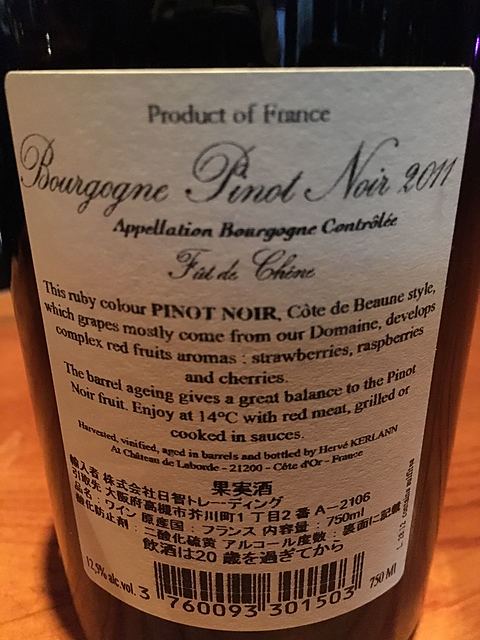 Product of France
Bourgogne Pinot Noir 2011
Appellation Bourgogne Contrôlée
Fût de Chêne
This ruby colour PINOT NOIR, Côte de Beaune style,
which grapes mostly come from our Domaine, develops
complex red fruits aromas : strawberries, raspberries
and cherries.
The barrel ageing gives a great balance to the Pinot
Noir fruit. Enjoy at 14°C with red meat, grilled or
cooked in sauces.
Harvested, vinified, aged in barrels and bottled by Hervé KERLANN
At Château de Laborde - 21200 - Côte d'Or - France
果実酒
輸入者 株式会社日智トレーディング
引取先 大阪府高槻市芥川町1丁目2番A-2106
品名:ワイン 原産国:フランス 内容量:750ml
酸化防止剤:二酸化硫黄 アルコール度数:裏面に記載
飲酒は20歳を過ぎてから
contains sulfites
12,5% alc.vol.
750 Ml
3 760093 301503